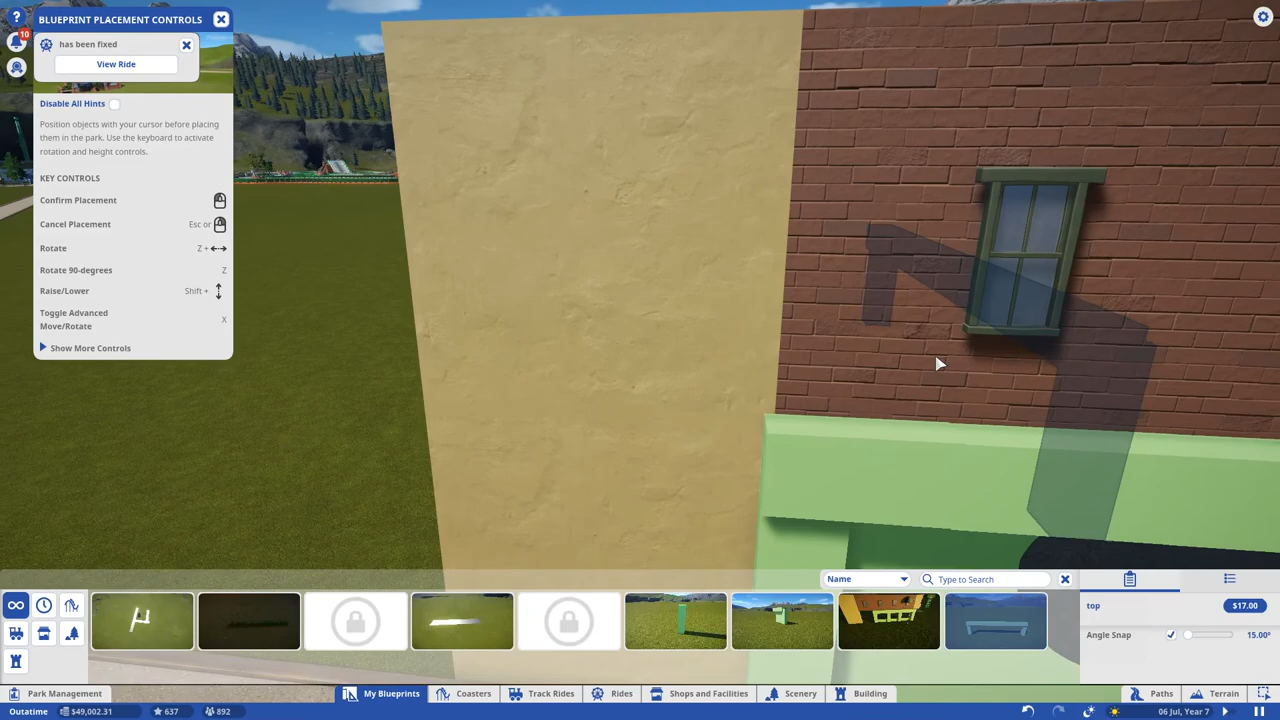 BLUEPRINT PLACEMENT CONTROLS
10
has been fixed
View Ride
Disable All Hints
Position objects with your cursor before placing
them in the park. Use the keyboard to activate
rotation and height controls.
KEY CONTROLS
Confirm Placement
Cancel Placement Esc or
Rotate Z +
Rotate 90-degrees Z
Raise/Lower Shift +
Toggle Advanced
Move/Rotate X
Show More Controls
Name Type to Search
top $17.00
Angle Snap 15.00°
Park Management My Blueprints Coasters Track Rides Rides Shops and Facilities Scenery Building Paths Terrain
Outatime $49,002.31 637 892 06 Jul, Year 7